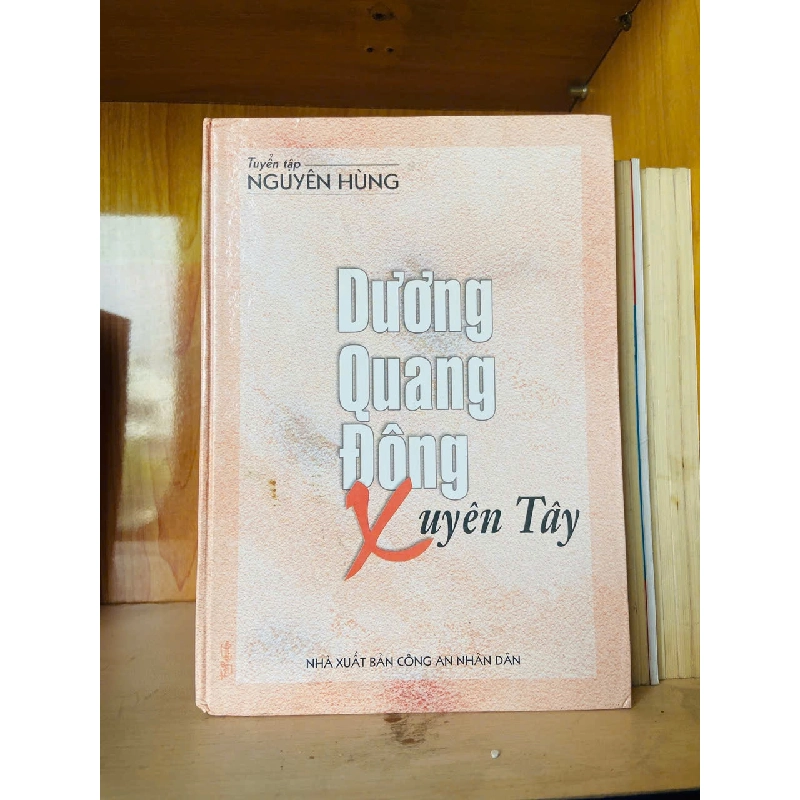 Tuyển tập
NGUYÊN HÙNG
Dương
Quang
Đông
Xuyên Tây
NHÀ XUẤT BẢN CÔNG AN NHÂN DÂN